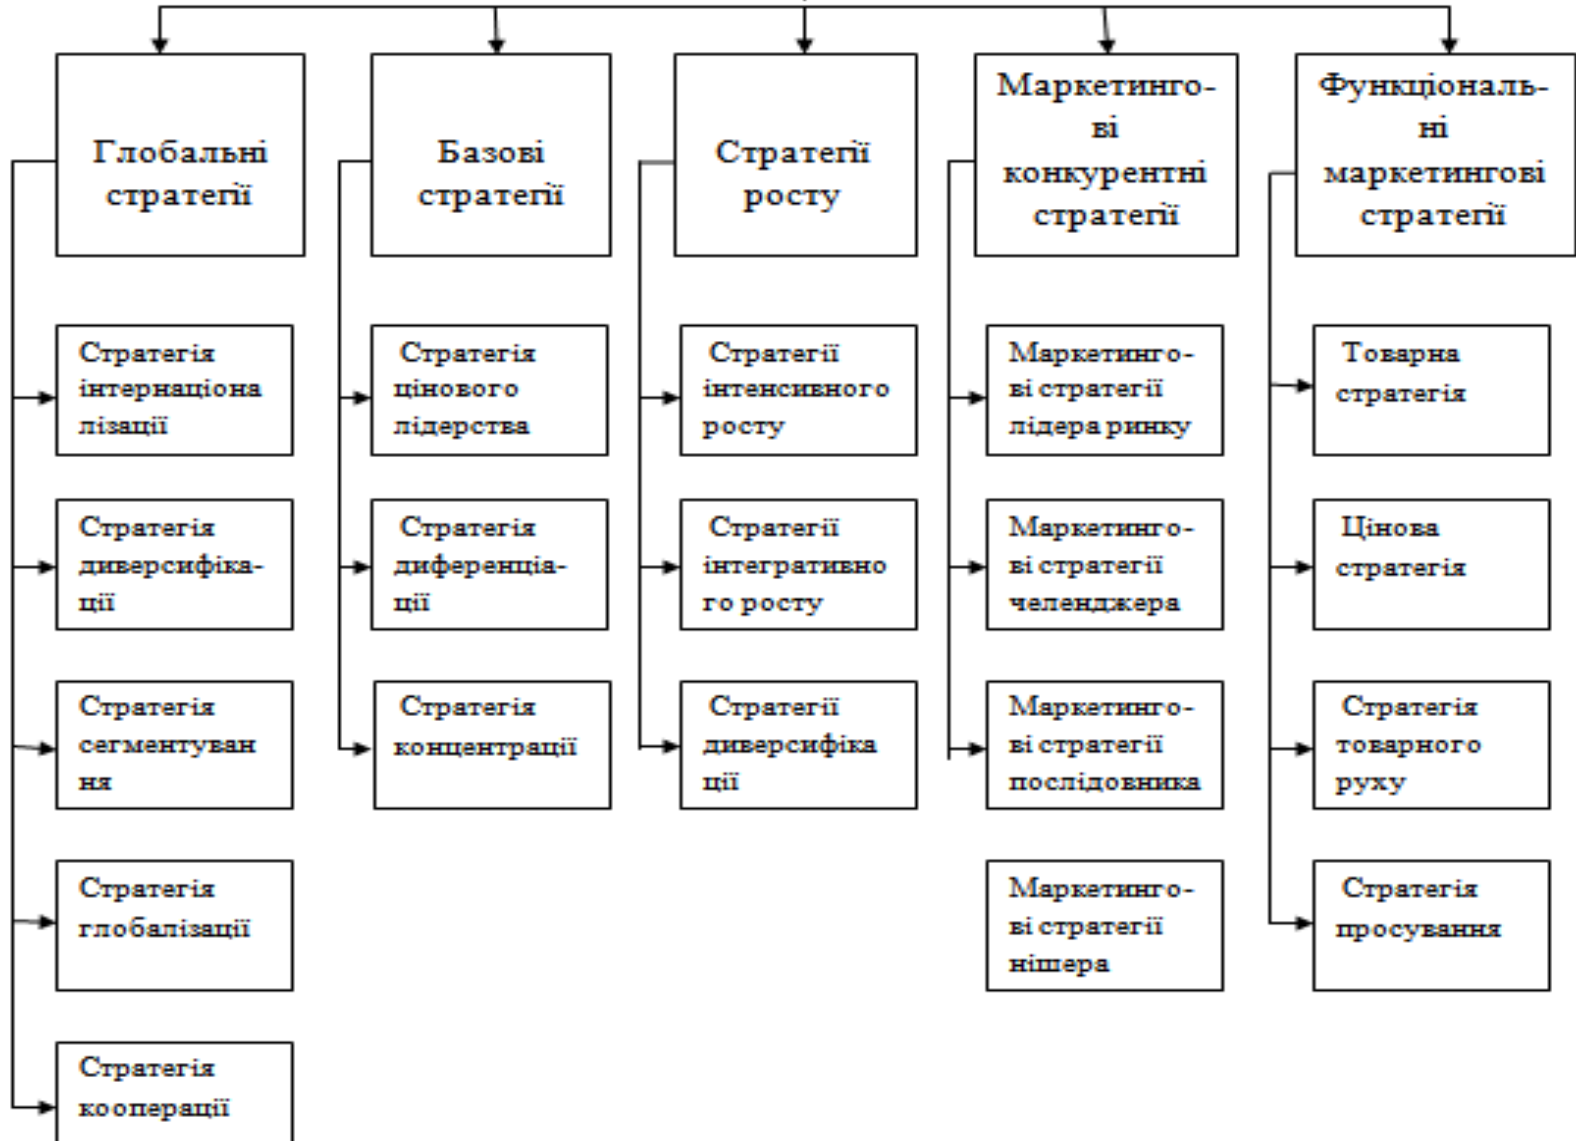 Глобальні
стратегії
Базові
стратегії
Стратегії
росту
Маркетинго-
ві
конкурентні
стратегії
Функціональ-
ні
маркетингові
стратегії
Стратегія
інтернаціона
лізації
Стратегія
диверсифіка-
ції
Стратегія
сегментуван
ня
Стратегія
глобалізації
Стратегія
кооперації
Стратегія
цінового
лідерства
Стратегія
диференціа-
ції
Стратегія
концентрації
Стратегії
інтенсивного
росту
Стратегії
інтегративно
го росту
Стратегії
диверсифіка
ції
Маркетинго-
ві стратегії
лідера ринку
Маркетинго-
ві стратегії
челенджера
Маркетинго-
ві стратегії
послідовника
Маркетинго-
ві стратегії
нішера
Товарна
стратегія
Цінова
стратегія
Стратегія
товарного
руху
Стратегія
просування